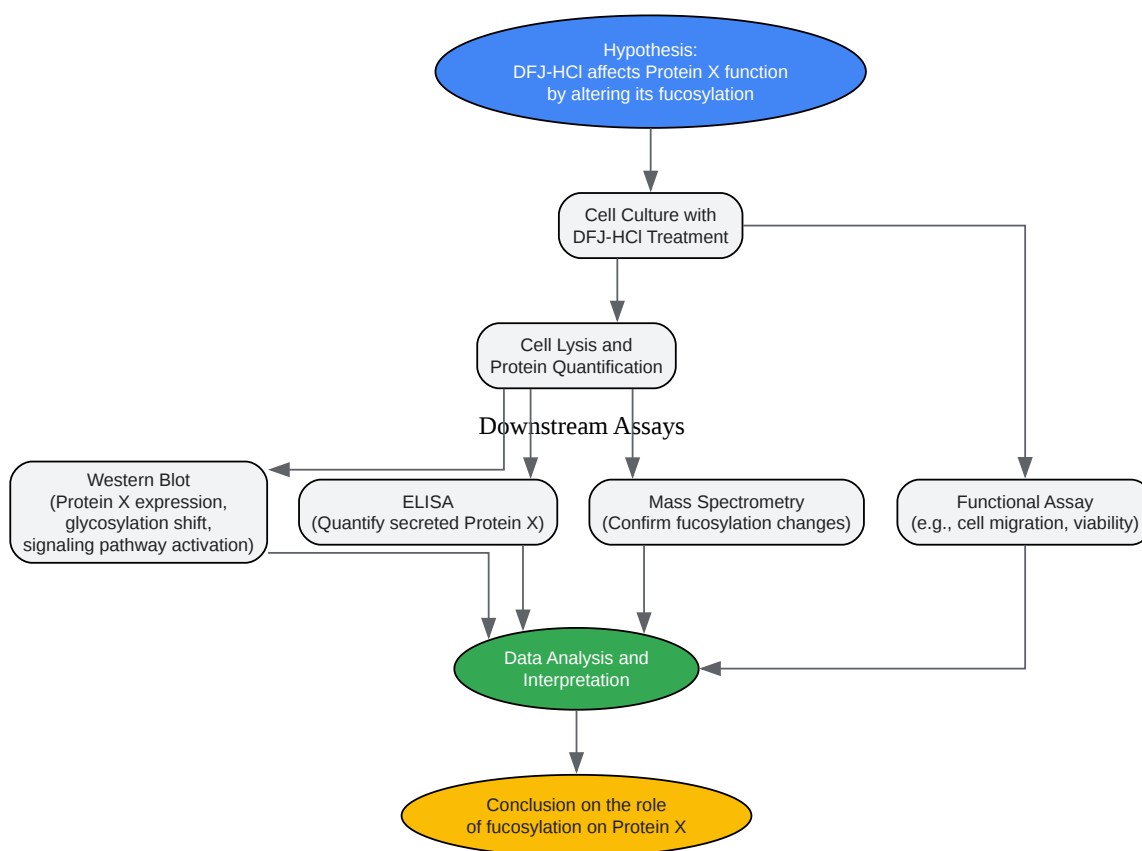 Hypothesis:
DFJ-HCl affects Protein X function
by altering its fucosylation
Cell Culture with
DFJ-HCl Treatment
Cell Lysis and
Protein Quantification
Downstream Assays
Western Blot
(Protein X expression,
glycosylation shift,
signaling pathway activation)
ELISA
(Quantify secreted Protein X)
Mass Spectrometry
(Confirm fucosylation changes)
Functional Assay
(e.g., cell migration, viability)
Data Analysis and
Interpretation
Conclusion on the role
of fucosylation on Protein X